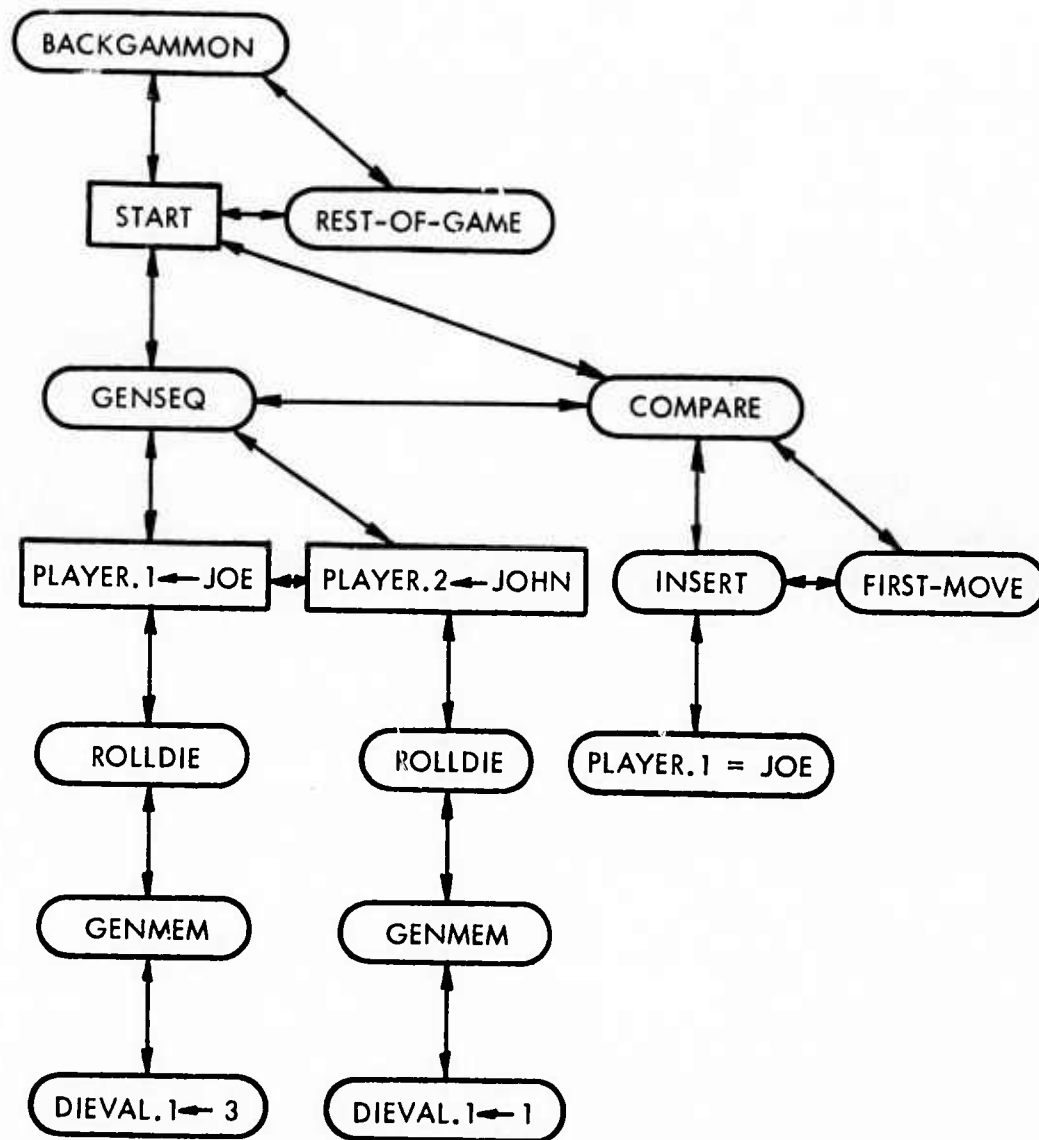 BACKGAMMON
START
REST-OF-GAME
GENSEQ
COMPARE
PLAYER.1 ← JOE
PLAYER.2 ← JOHN
INSERT
FIRST-MOVE
ROLLDIE
ROLLDIE
PLAYER.1 = JOE
GENMEM
GENMEM
DIEVAL.1 ← 3
DIEVAL.1 ← 1